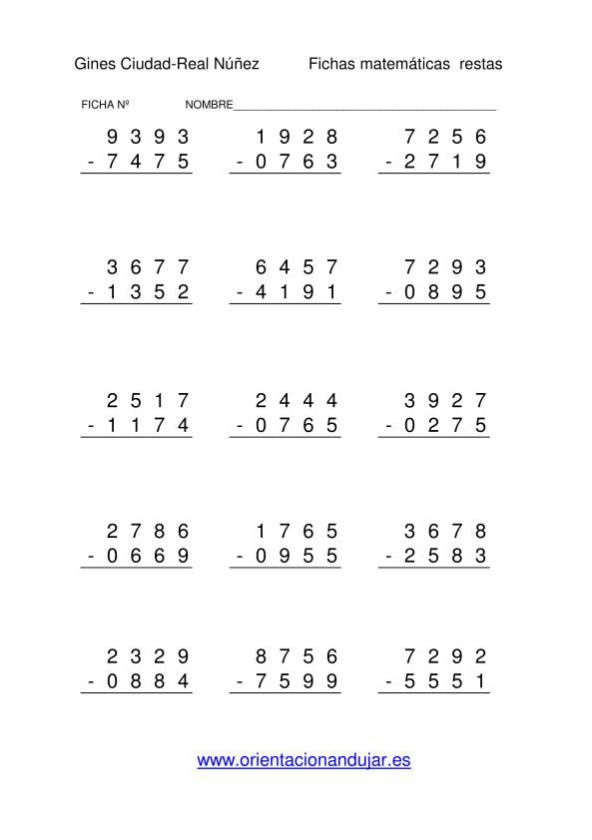 Gines Ciudad-Real Núñez Fichas matemáticas restas
FICHA Nº NOMBRE____________________________________________
9 3 9 3 1 9 2 8 7 2 5 6
- 7 4 7 5 - 0 7 6 3 - 2 7 1 9
3 6 7 7 6 4 5 7 7 2 9 3
- 1 3 5 2 - 4 1 9 1 - 0 8 9 5
2 5 1 7 2 4 4 4 3 9 2 7
- 1 1 7 4 - 0 7 6 5 - 0 2 7 5
2 7 8 6 1 7 6 5 3 6 7 8
- 0 6 6 9 - 0 9 5 5 - 2 5 8 3
2 3 2 9 8 7 5 6 7 2 9 2
- 0 8 8 4 - 7 5 9 9 - 5 5 5 1
www.orientacionandujar.es